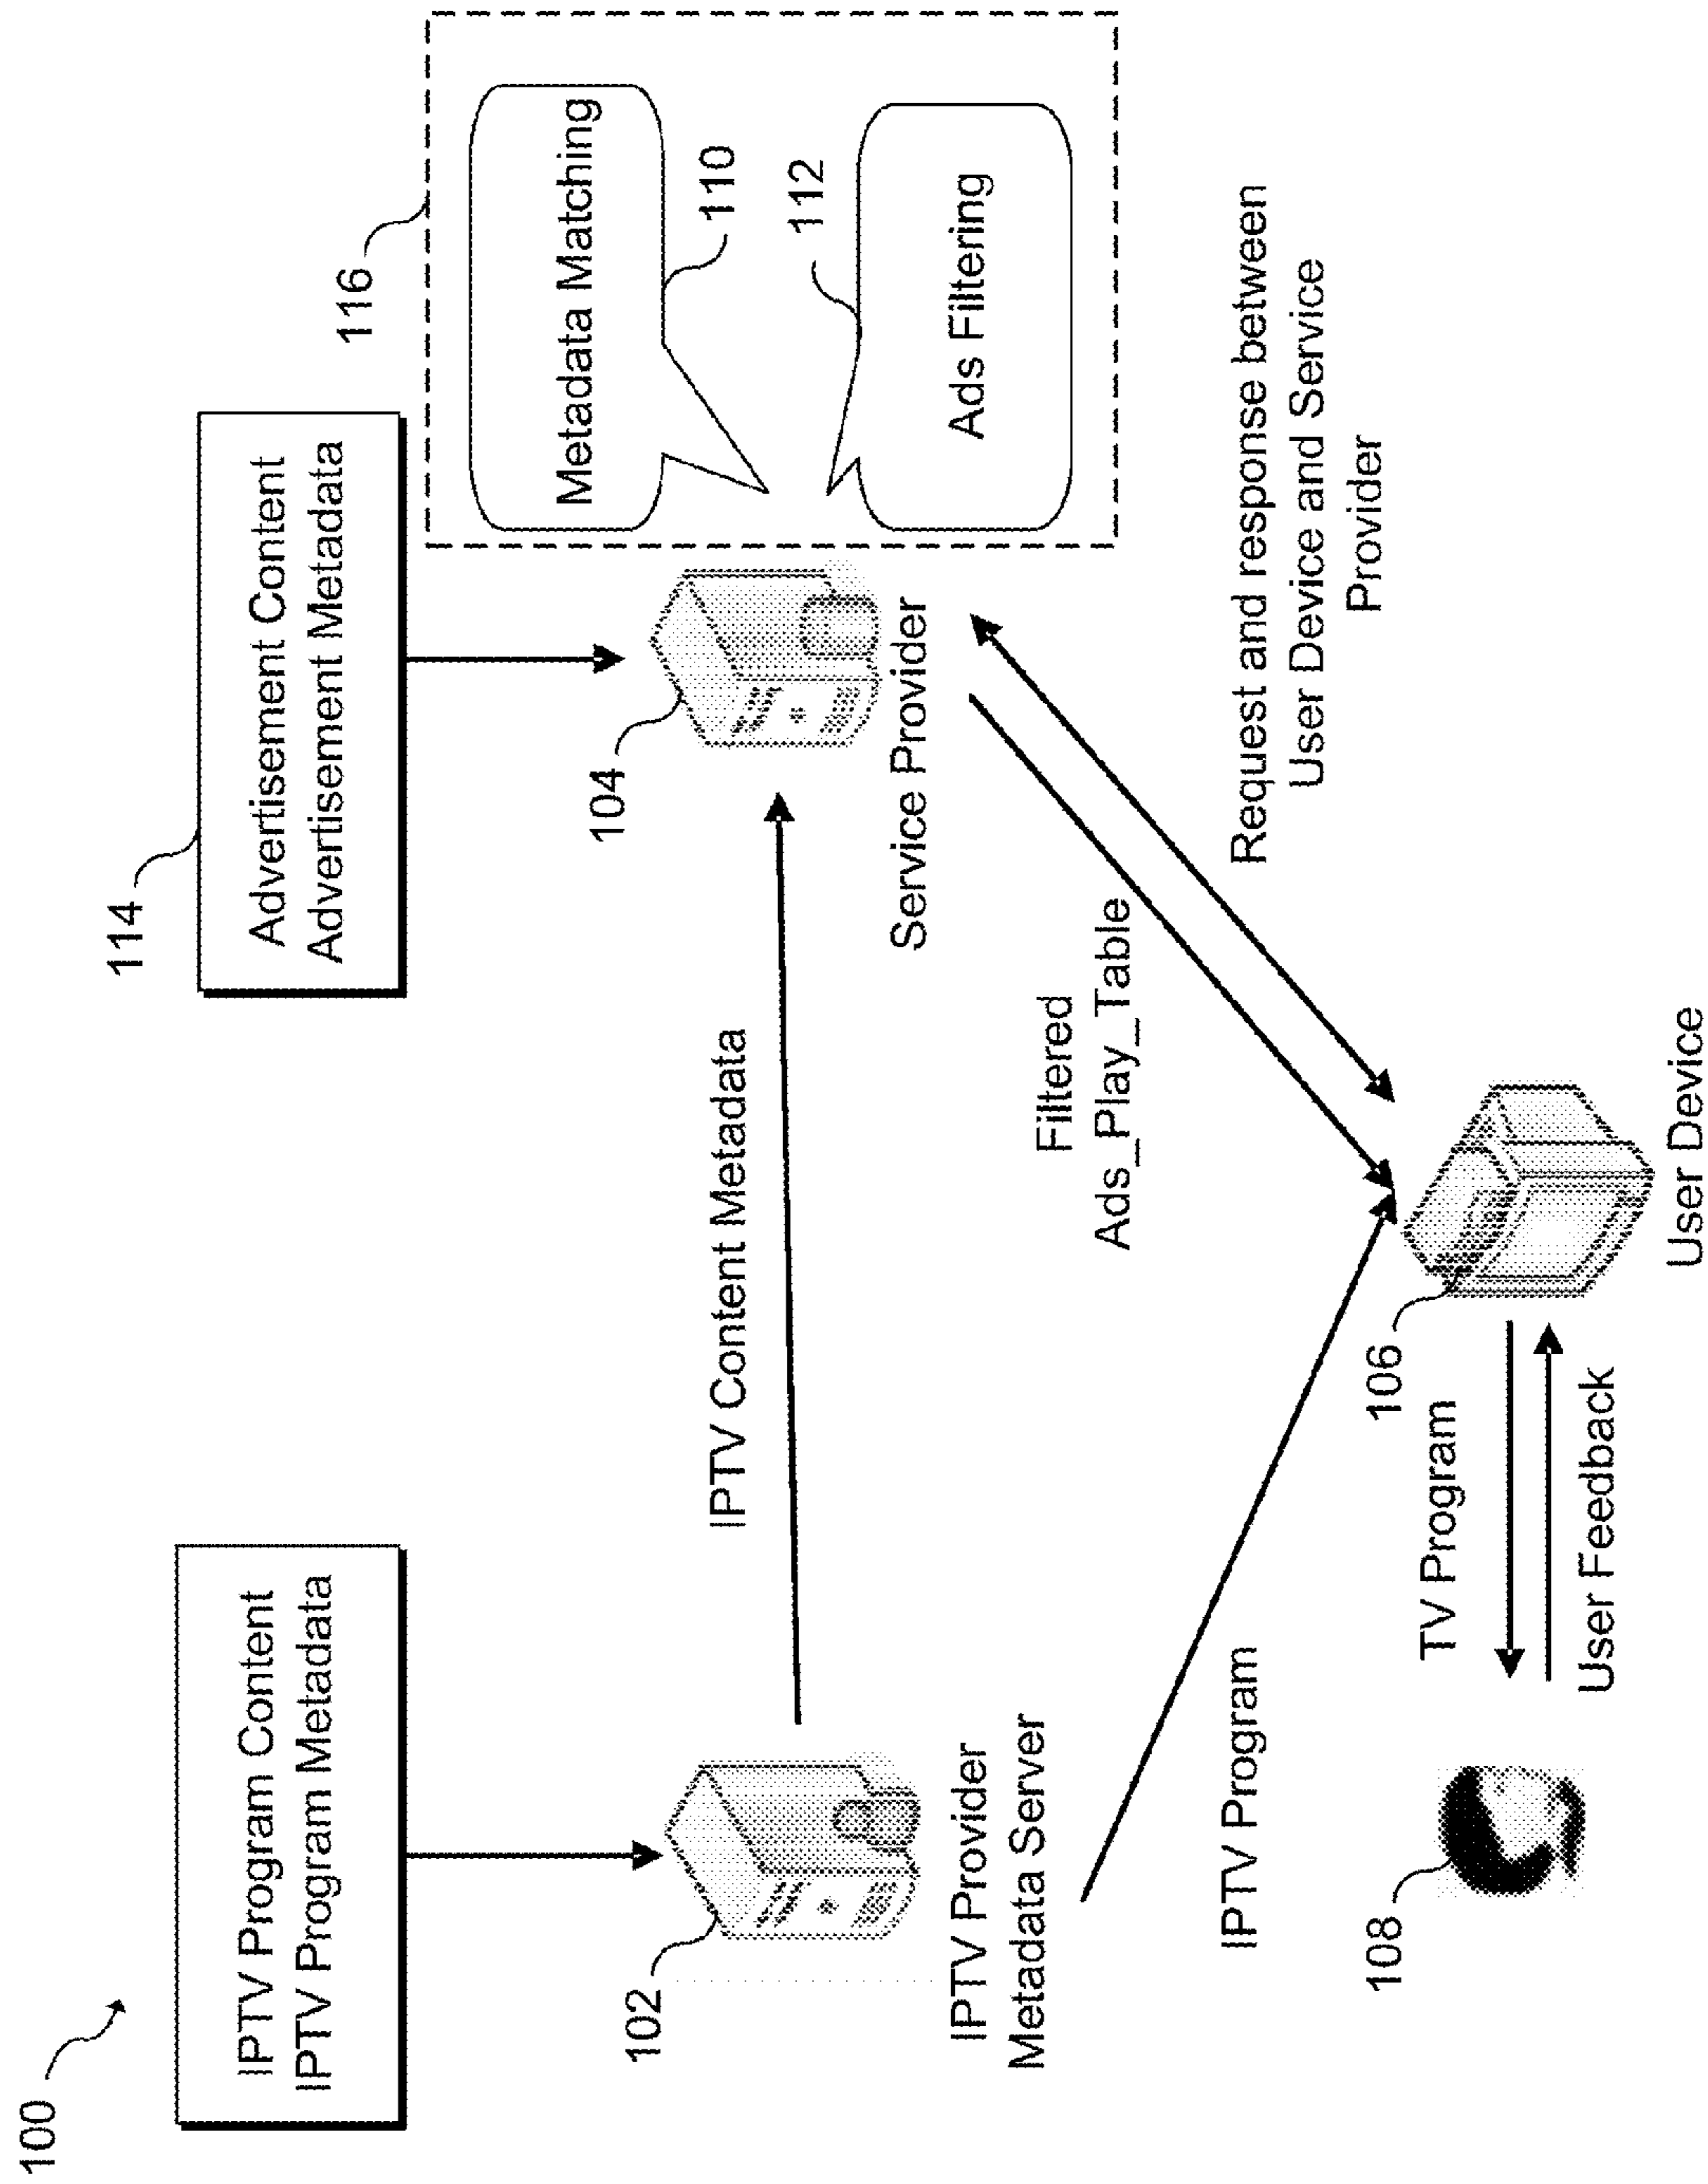 100
IPTV Program Content
IPTV Program Metadata
114
Advertisement Content
Advertisement Metadata
116
Metadata Matching
110
112
Ads Filtering
102
IPTV Provider
Metadata Server
IPTV Content Metadata
104
Service Provider
Filtered
Ads_Play_Table
Request and response between
User Device and Service
Provider
IPTV Program
108
TV Program
User Feedback
106
User Device